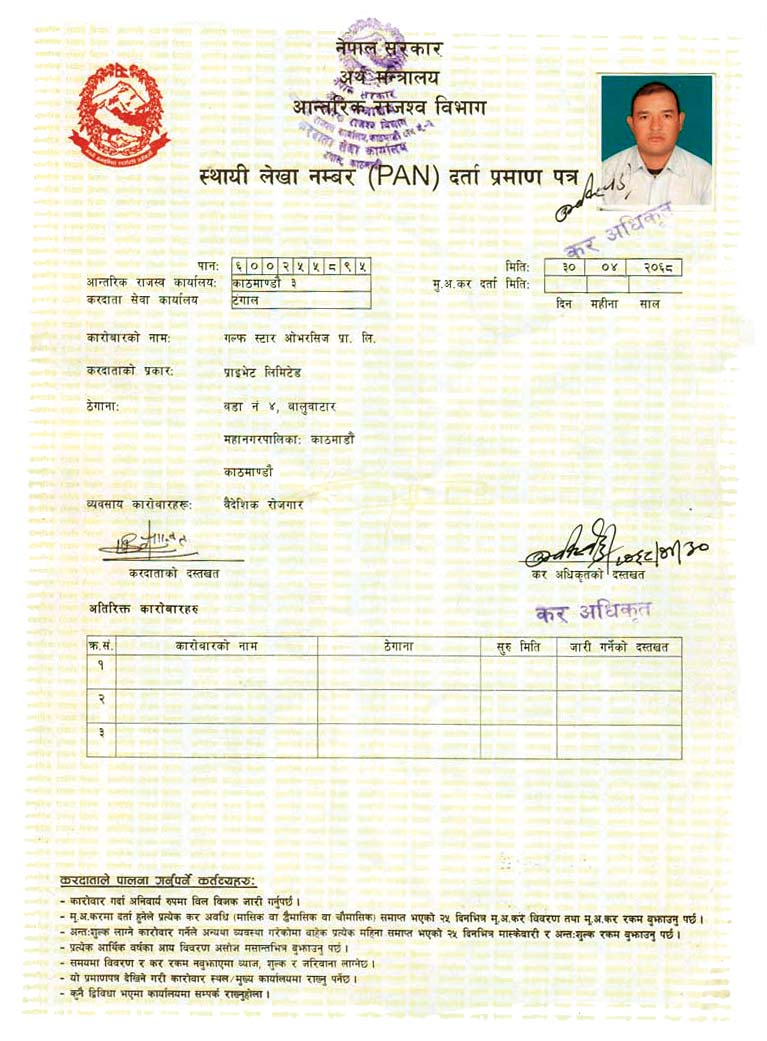 नेपाल सरकार
अर्थ मन्त्रालय
आन्तरिक राजश्व विभाग
स्थायी लेखा नम्बर (PAN) दर्ता प्रमाण पत्र
कर अधिकृत
पान: ६ ० ० २ ५ ५ ८ ९ ५
मिति: ३० ०४ २०६८
आन्तरिक राजस्व कार्यालय: काठमाण्डौ ३
मु.अ.कर दर्ता मिति:
करदाता सेवा कार्यालय टंगाल
दिन महीना साल
कारोबारको नाम: गल्फ स्टार ओभरसिज प्रा. लि.
करदाताको प्रकार: प्राइभेट लिमिटेड
ठेगाना: वडा नं ४, बालुवाटार
महानगरपालिका: काठमाडौ
काठमाण्डौ
व्यवसाय कारोबारहरू: वैदेशिक रोजगार
करदाताको दस्तखत
कर अधिकृतको दस्तखत
कर अधिकृत
अतिरिक्त कारोबारहरु
क्र.सं. कारोबारको नाम ठेगाना सुरु मिति जारी गर्नेको दस्तखत
१
२
३
करदाताले पालना गर्नुपर्ने कर्तव्यहरु:
- कारोवार गर्दा अनिवार्य रुपमा विल विजक जारी गर्नुपर्छ ।
- मू.अ.करमा दर्ता हुनेले प्रत्येक कर अवधि (मासिक वा द्वैमासिक वा चौमासिक) समाप्त भएको २५ दिनभित्र मू.अ.कर विवरण तथा मू.अ.कर रकम बुझाउनु पर्छ ।
- अन्तःशुल्क लाग्ने कारोवार गर्नेले अन्यथा व्यवस्था गरेकोमा वाहेक प्रत्येक महिना समाप्त भएको २५ दिनभित्र मास्केवारी र अन्तःशुल्क रकम बुझाउनु पर्छ ।
- प्रत्येक आर्थिक वर्षका आय विवरण असोज मसान्तभित्र बुझाउनु पर्छ ।
- समयमा विवरण र कर रकम नबुझाएमा व्याज, शुल्क र जरिवाना लाग्नेछ ।
- यो प्रमाणपत्र देखिने गरी कारोवार स्थल/मुख्य कार्यालयमा राख्नु पर्नेछ ।
- कुनै द्विविधा भएमा कार्यालयमा सम्पर्क राख्नुहोला ।